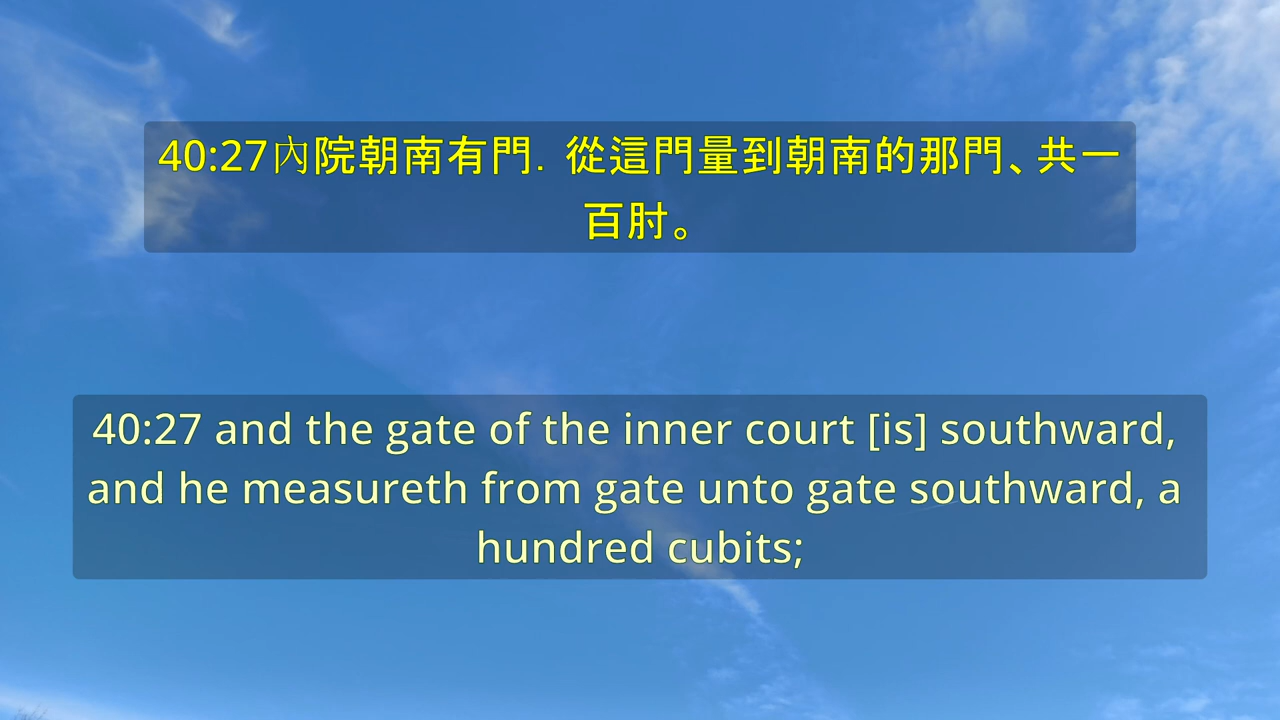 40:27內院朝南有門．從這門量到朝南的那門、共一
百肘。
40:27 and the gate of the inner court [is] southward,
and he measureth from gate unto gate southward, a
hundred cubits;